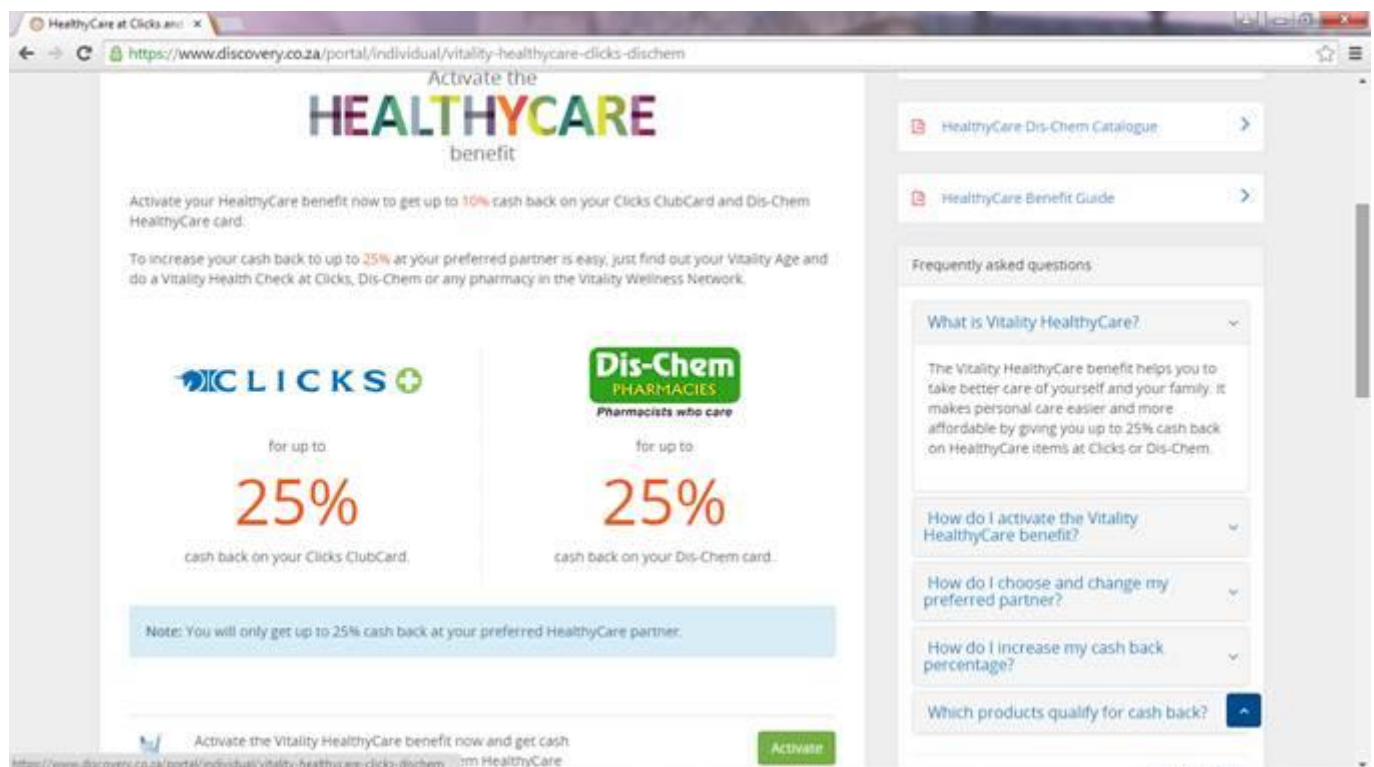 HealthyCare at Clicks and
https://www.discovery.co.za/portal/individual/vitality-healthycare-clicks-dischem
Activate the
HEALTHYCARE
benefit
Activate your HealthyCare benefit now to get up to 10% cash back on your Clicks ClubCard and Dis-Chem
HealthyCare card.
To increase your cash back to up to 25% at your preferred partner is easy, just find out your Vitality Age and
do a Vitality Health Check at Clicks, Dis-Chem or any pharmacy in the Vitality Wellness Network.
CLICKS
for up to
25%
cash back on your Clicks ClubCard.
Dis-Chem
PHARMACIES
Pharmacists who care
for up to
25%
cash back on your Dis-Chem card.
Note: You will only get up to 25% cash back at your preferred HealthyCare partner.
Activate the Vitality HealthyCare benefit now and get cash
HealthyCare
Activate
https://www.discovery.co.za/portal/individual/vitality-healthycare-clicks-dischem
HealthyCare Dis-Chem Catalogue
HealthyCare Benefit Guide
Frequently asked questions
What is Vitality HealthyCare?
The Vitality HealthyCare benefit helps you to
take better care of yourself and your family. It
makes personal care easier and more
affordable by giving you up to 25% cash back
on HealthyCare items at Clicks or Dis-Chem.
How do I activate the Vitality
HealthyCare benefit?
How do I choose and change my
preferred partner?
How do I increase my cash back
percentage?
Which products qualify for cash back?